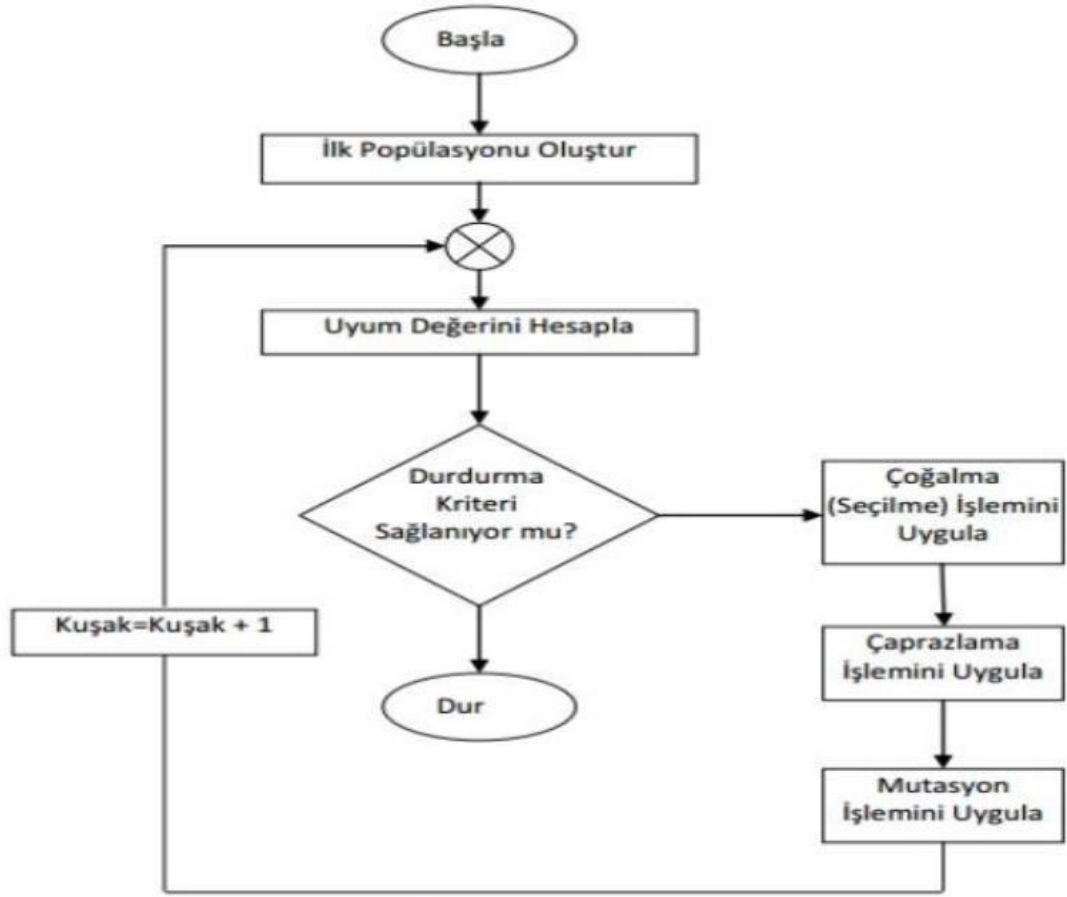 Başla
İlk Popülasyonu Oluştur
Uyum Değerini Hesapla
Durdurma
Kriteri
Sağlanıyor mu?
Çoğalma
(Seçilme) İşlemini
Uygula
Çaprazlama
İşlemini Uygula
Mutasyon
İşlemini Uygula
Kuşak=Kuşak + 1
Dur